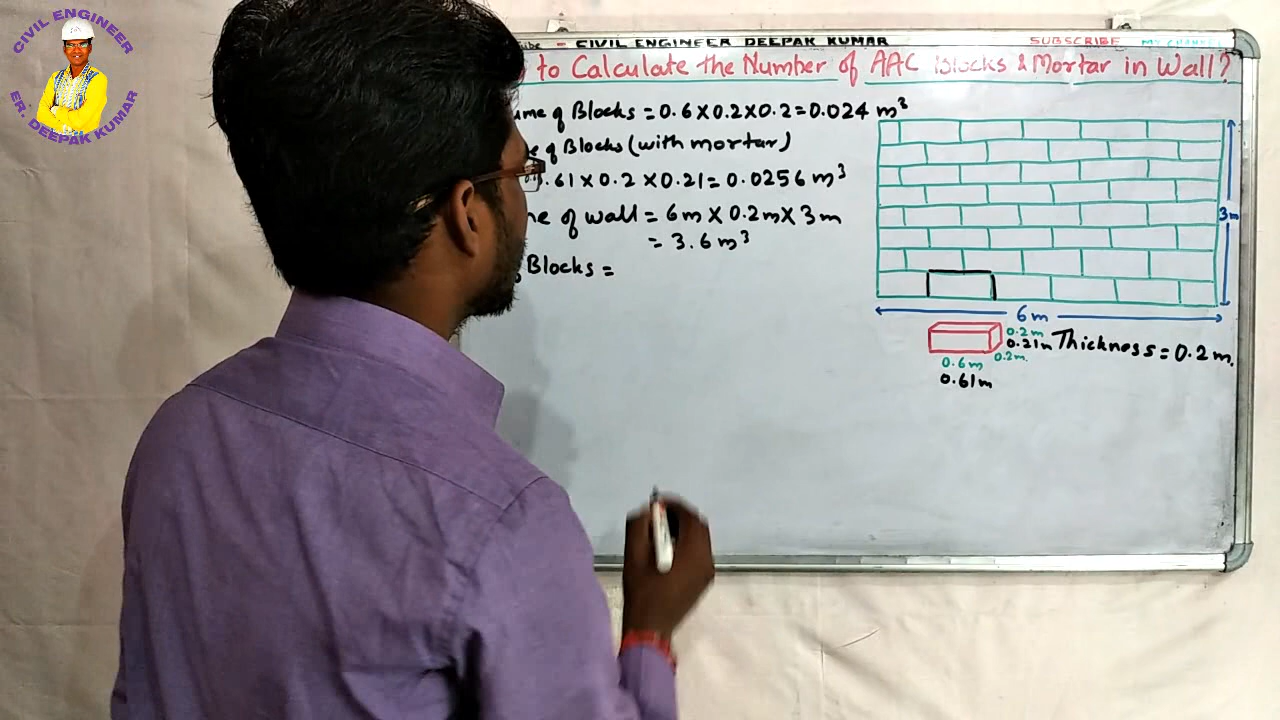 CIVIL ENGINEER
ER. DEEPAK KUMAR
- CIVIL ENGINEER DEEPAK KUMAR SUBSCRIBE MY CHANNEL
to Calculate the Number of AAC Blocks & Mortar in Wall?
ume of Blocks = 0.6 X 0.2 X 0.2 = 0.024 m³
of Blocks (with mortar)
.61 X 0.2 X 0.21 = 0.0256 m³
me of wall = 6m X 0.2m X 3m
= 3.6 m³
Blocks =
3m
6m
0.2m
0.21m
0.2m.
0.6m
0.61m
Thickness = 0.2 m.